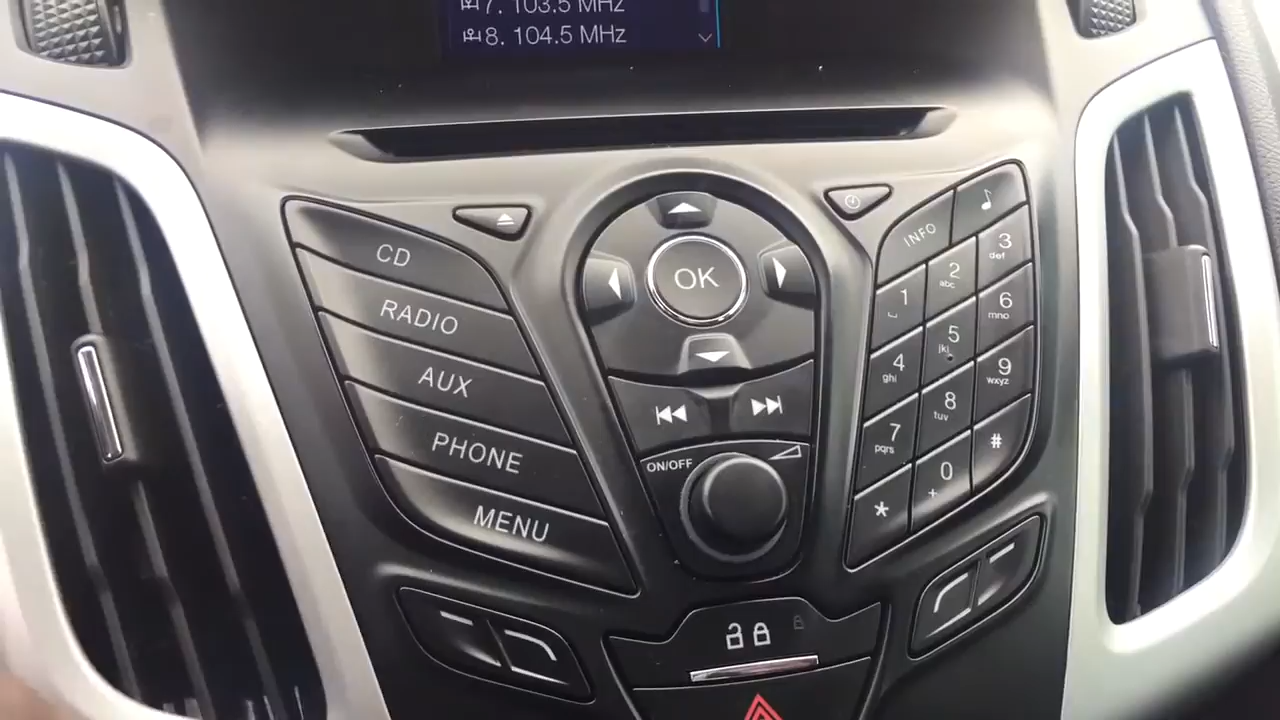 7. 103.5 MHz
8. 104.5 MHz
CD
RADIO
AUX
PHONE
MENU
OK
ON/OFF
INFO
1
2
abc
3
def
4
ghi
5
jkl
6
mno
7
pqrs
8
tuv
9
wxyz
*
0
+
#